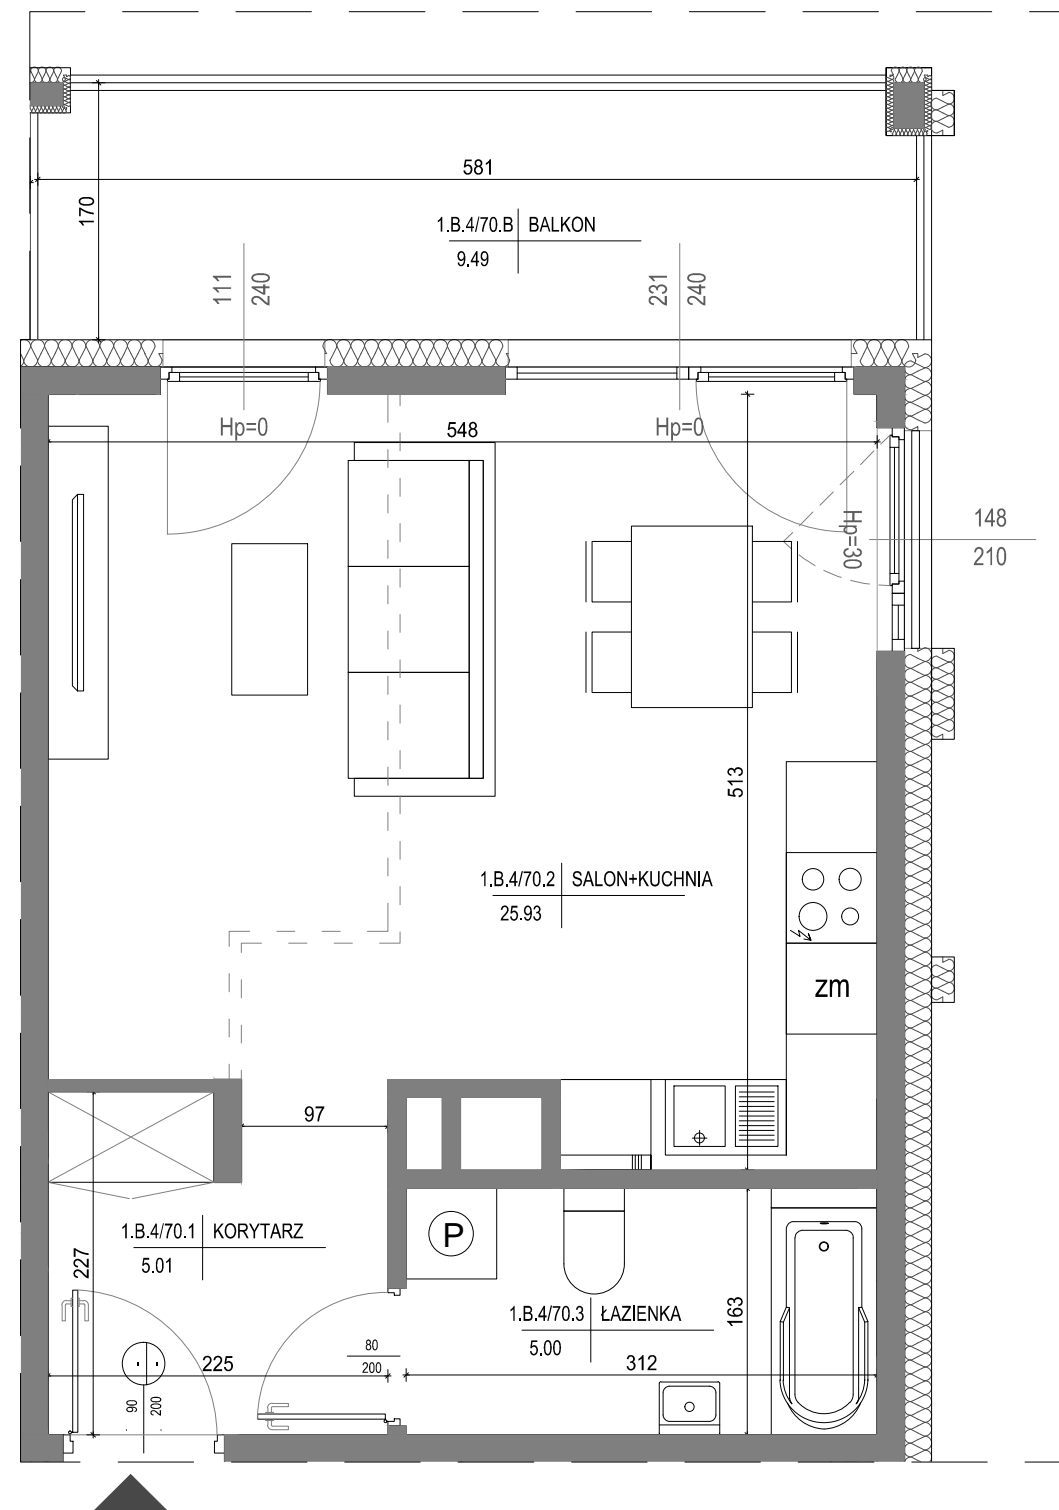 581
170
1.B.4/70.B BALKON
9.49
111
240
231
240
Hp=0
548
Hp=0
Hp=30
148
210
513
1.B.4/70.2 SALON+KUCHNIA
25.93
zm
97
1.B.4/70.1 KORYTARZ
5.01
227
P
1.B.4/70.3 ŁAZIENKA
5.00
163
80
200
225
312
90
200